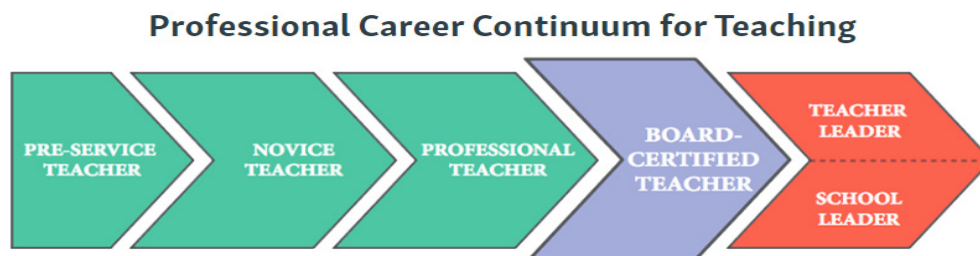 Professional Career Continuum for Teaching
PRE-SERVICE
TEACHER
NOVICE
TEACHER
PROFESSIONAL
TEACHER
BOARD-
CERTIFIED
TEACHER
TEACHER
LEADER
SCHOOL
LEADER